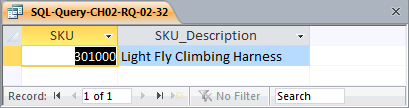 SQL-Query-CH02-RQ-02-32
SKU SKU_Description
301000 Light Fly Climbing Harness
Record: 1 of 1 No Filter Search